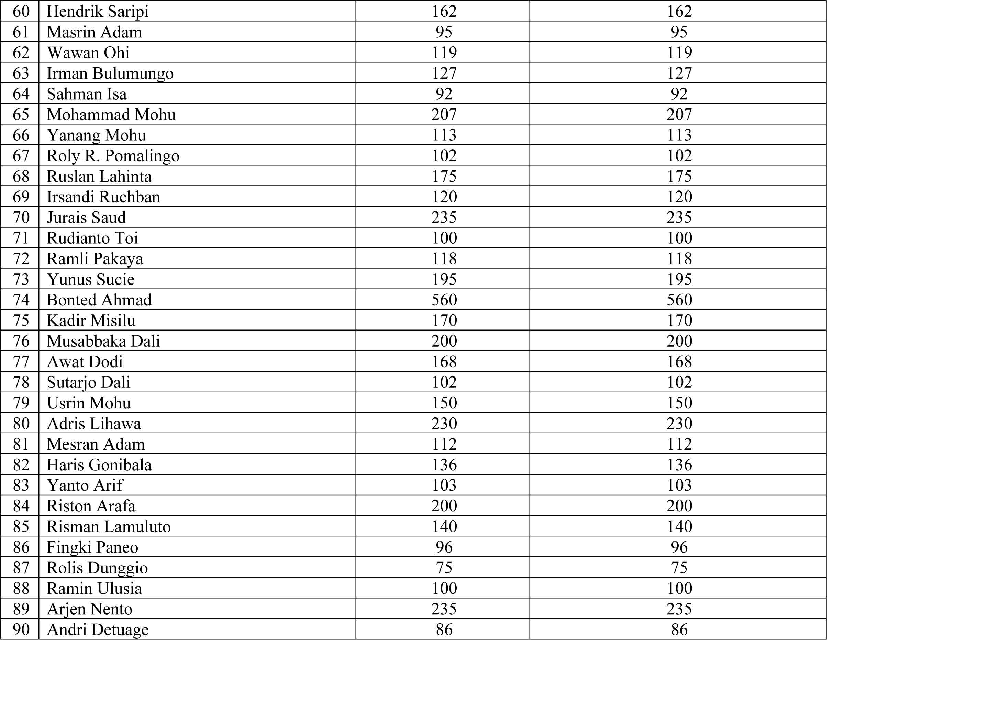 60 Hendrik Saripi 162 162
61 Masrin Adam 95 95
62 Wawan Ohi 119 119
63 Irman Bulumungo 127 127
64 Sahman Isa 92 92
65 Mohammad Mohu 207 207
66 Yanang Mohu 113 113
67 Roly R. Pomalingo 102 102
68 Ruslan Lahinta 175 175
69 Irsandi Ruchban 120 120
70 Jurais Saud 235 235
71 Rudianto Toi 100 100
72 Ramli Pakaya 118 118
73 Yunus Sucie 195 195
74 Bonted Ahmad 560 560
75 Kadir Misilu 170 170
76 Musabbaka Dali 200 200
77 Awat Dodi 168 168
78 Sutarjo Dali 102 102
79 Usrin Mohu 150 150
80 Adris Lihawa 230 230
81 Mesran Adam 112 112
82 Haris Gonibala 136 136
83 Yanto Arif 103 103
84 Riston Arafa 200 200
85 Risman Lamuluto 140 140
86 Fingki Paneo 96 96
87 Rolis Dunggio 75 75
88 Ramin Ulusia 100 100
89 Arjen Nento 235 235
90 Andri Detuage 86 86